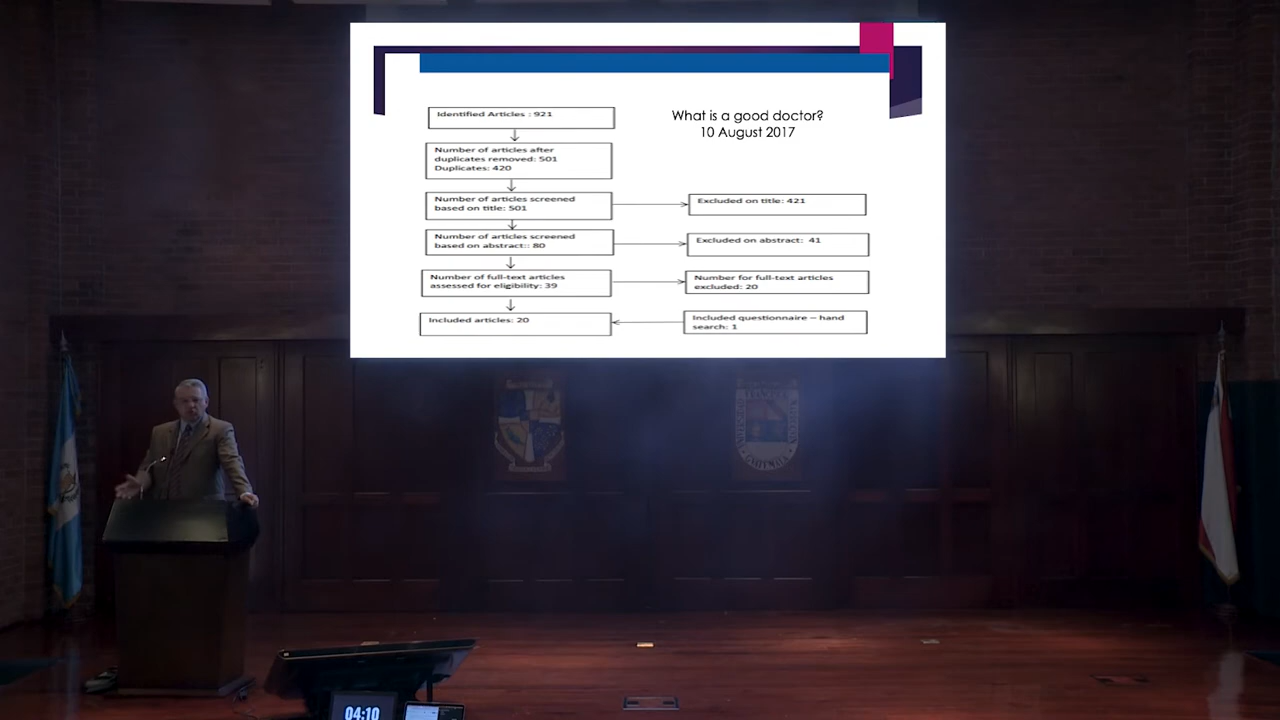 What is a good doctor?
10 August 2017
Identified Articles : 921
Number of articles after
duplicates removed: 501
Duplicates: 420
Number of articles screened
based on title: 501
Excluded on title: 421
Number of articles screened
based on abstract:: 80
Excluded on abstract: 41
Number of full-text articles
assessed for eligibility: 39
Number for full-text articles
excluded: 20
Included articles: 20
Included questionnaire – hand
search: 1
04:10